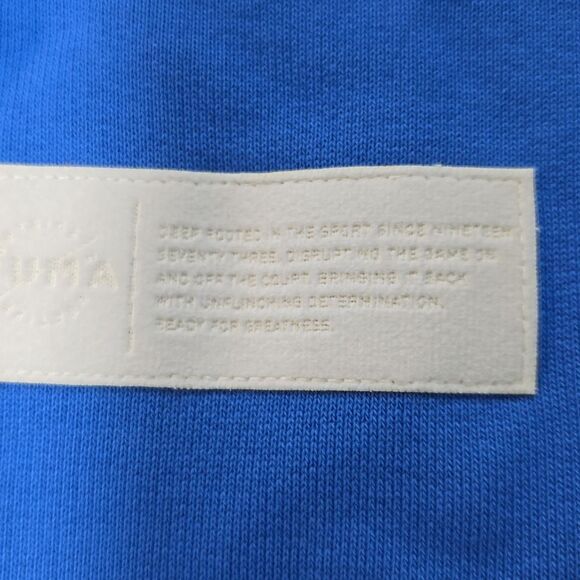 PUMA
DEEP ROOTED IN THE SPORT SINCE NINETEEN
SEVENTY THREE. DISRUPTING THE GAME ON
AND OFF THE COURT. BRINGING IT BACK
WITH UNFLINCHING DETERMINATION.
READY FOR GREATNESS.